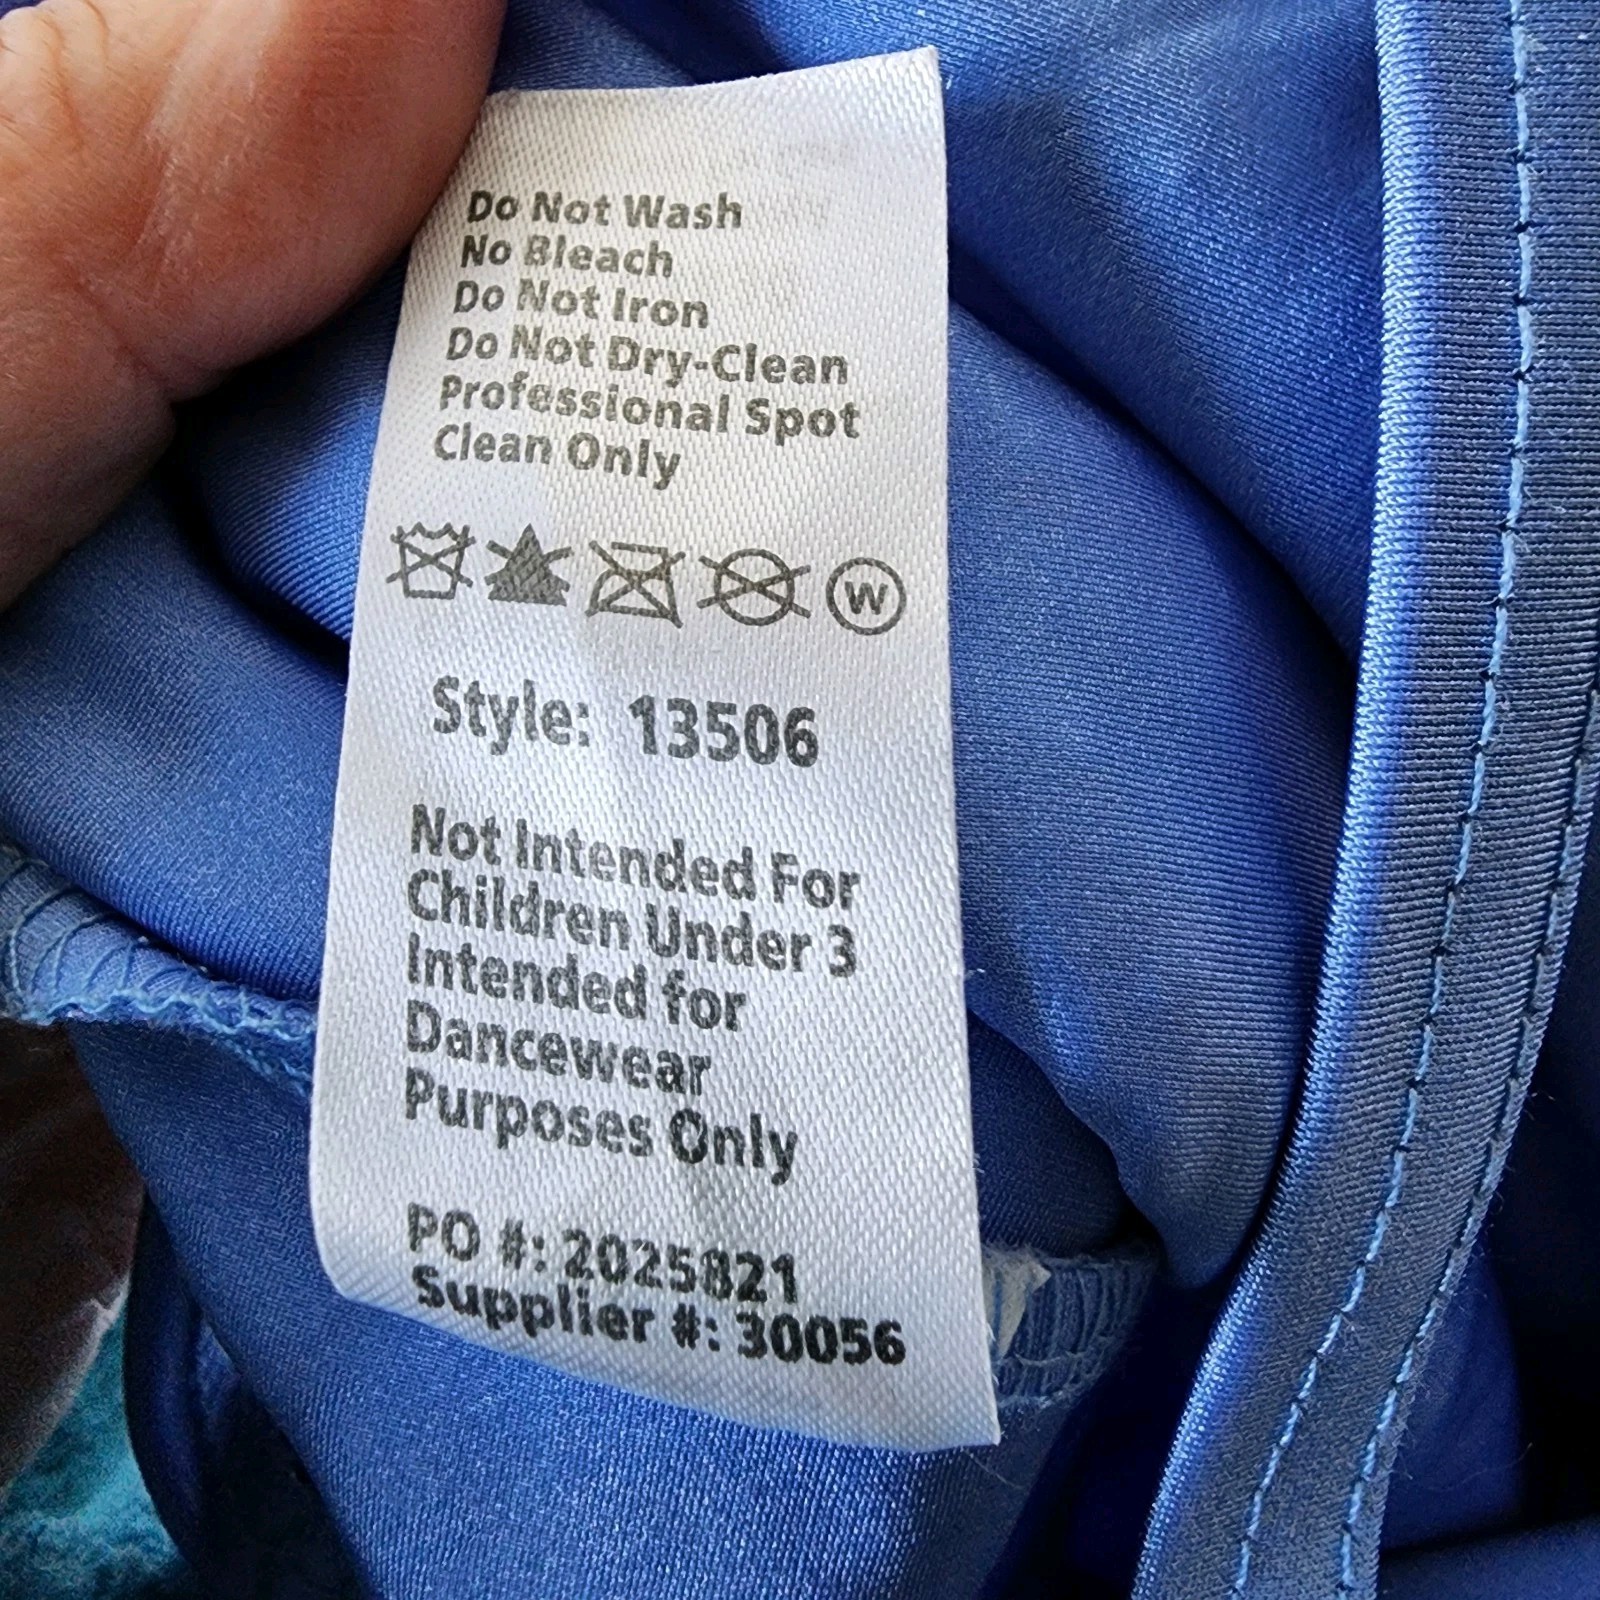 Do Not Wash
No Bleach
Do Not Iron
Do Not Dry-Clean
Professional Spot
Clean Only
W
Style: 13506
Not Intended For
Children Under 3
Intended for
Dancewear
Purposes Only
PO #: 2025821
Supplier #: 30056